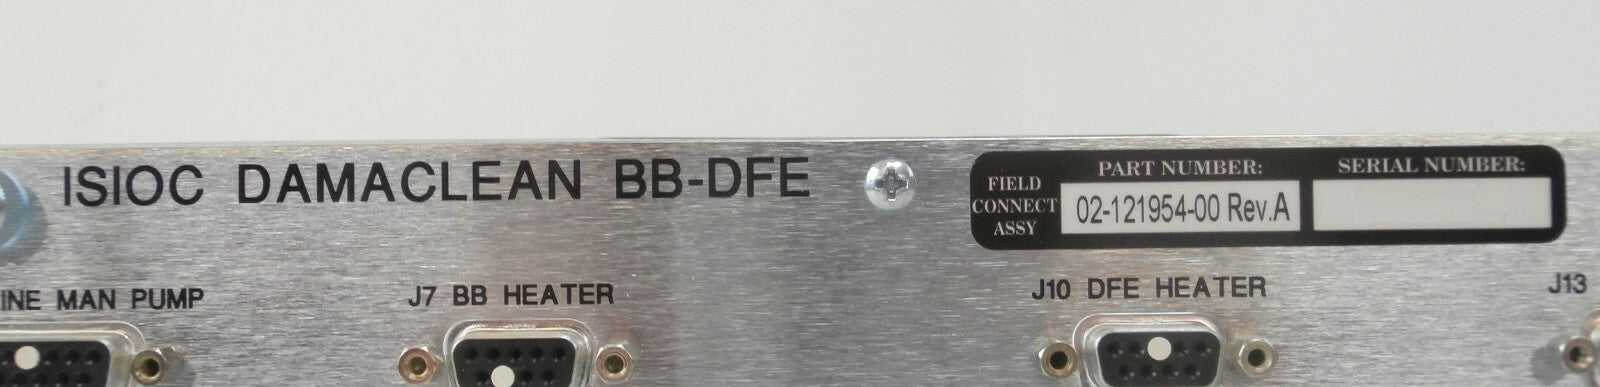 ISIOC DAMACLEAN BB-DFE
FIELD CONNECT ASSY
PART NUMBER:
02-121954-00 Rev.A
SERIAL NUMBER:
MAN PUMP
J7 BB HEATER
J10 DFE HEATER
J13